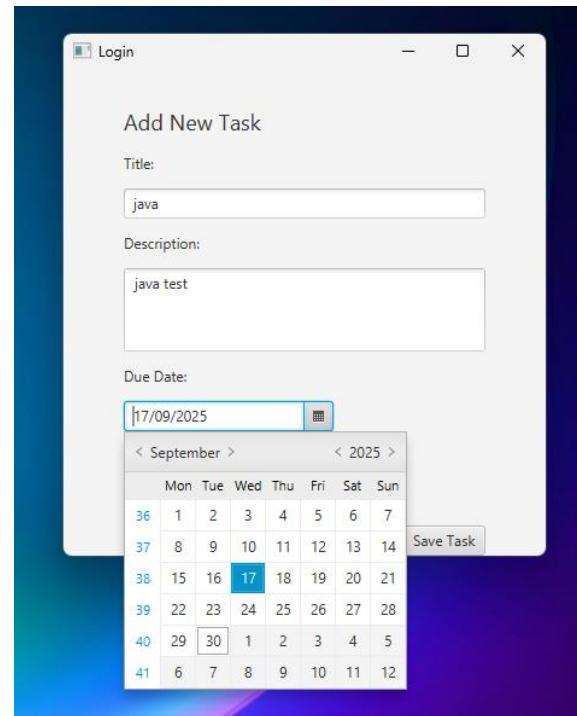 Login
Add New Task
Title:
java
Description:
java test
Due Date:
17/09/2025
< September > < 2025 >
Mon Tue Wed Thu Fri Sat Sun
36 1 2 3 4 5 6 7
37 8 9 10 11 12 13 14
Save Task
38 15 16 17 18 19 20 21
39 22 23 24 25 26 27 28
40 29 30 1 2 3 4 5
41 6 7 8 9 10 11 12